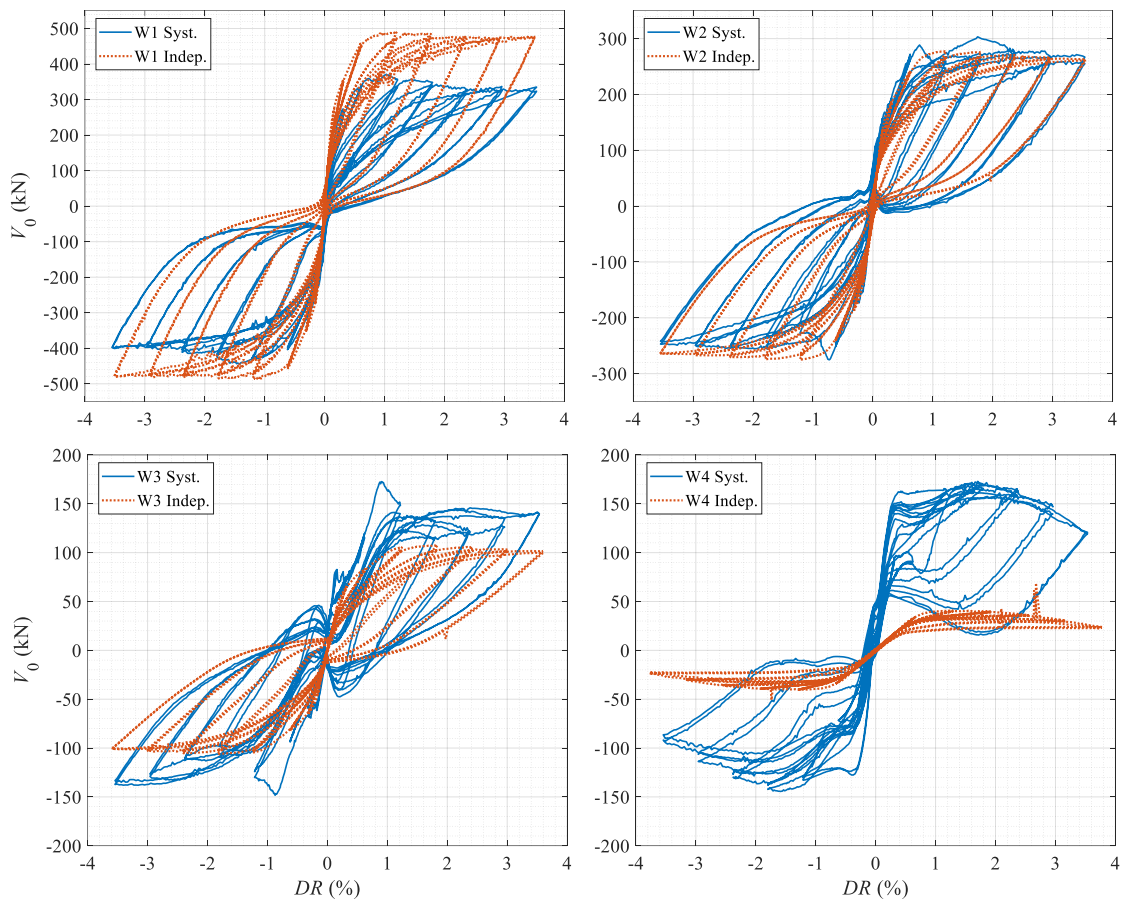 W1 Syst.
W1 Indep.
500
400
300
200
100
0
-100
-200
-300
-400
-500
V0 (kN)
-4 -3 -2 -1 0 1 2 3 4
W2 Syst.
W2 Indep.
300
200
100
0
-100
-200
-300
-4 -3 -2 -1 0 1 2 3 4
W3 Syst.
W3 Indep.
200
150
100
50
0
-50
-100
-150
-200
V0 (kN)
-4 -3 -2 -1 0 1 2 3 4
DR (%)
W4 Syst.
W4 Indep.
200
150
100
50
0
-50
-100
-150
-200
-4 -3 -2 -1 0 1 2 3 4
DR (%)